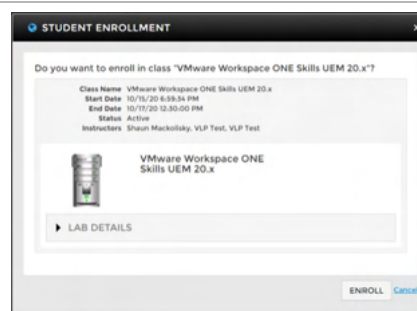 STUDENT ENROLLMENT
x
Do you want to enroll in class "VMware Workspace ONE Skills UEM 20.x"?
Class Name VMware Workspace ONE Skills UEM 20.x
Start Date 10/15/20 6:59:34 PM
End Date 10/17/20 12:30:00 PM
Status Active
Instructors Shaun Mackolisky, VLP Test, VLP Test
VMware Workspace ONE
Skills UEM 20.x
LAB DETAILS
ENROLL Cancel